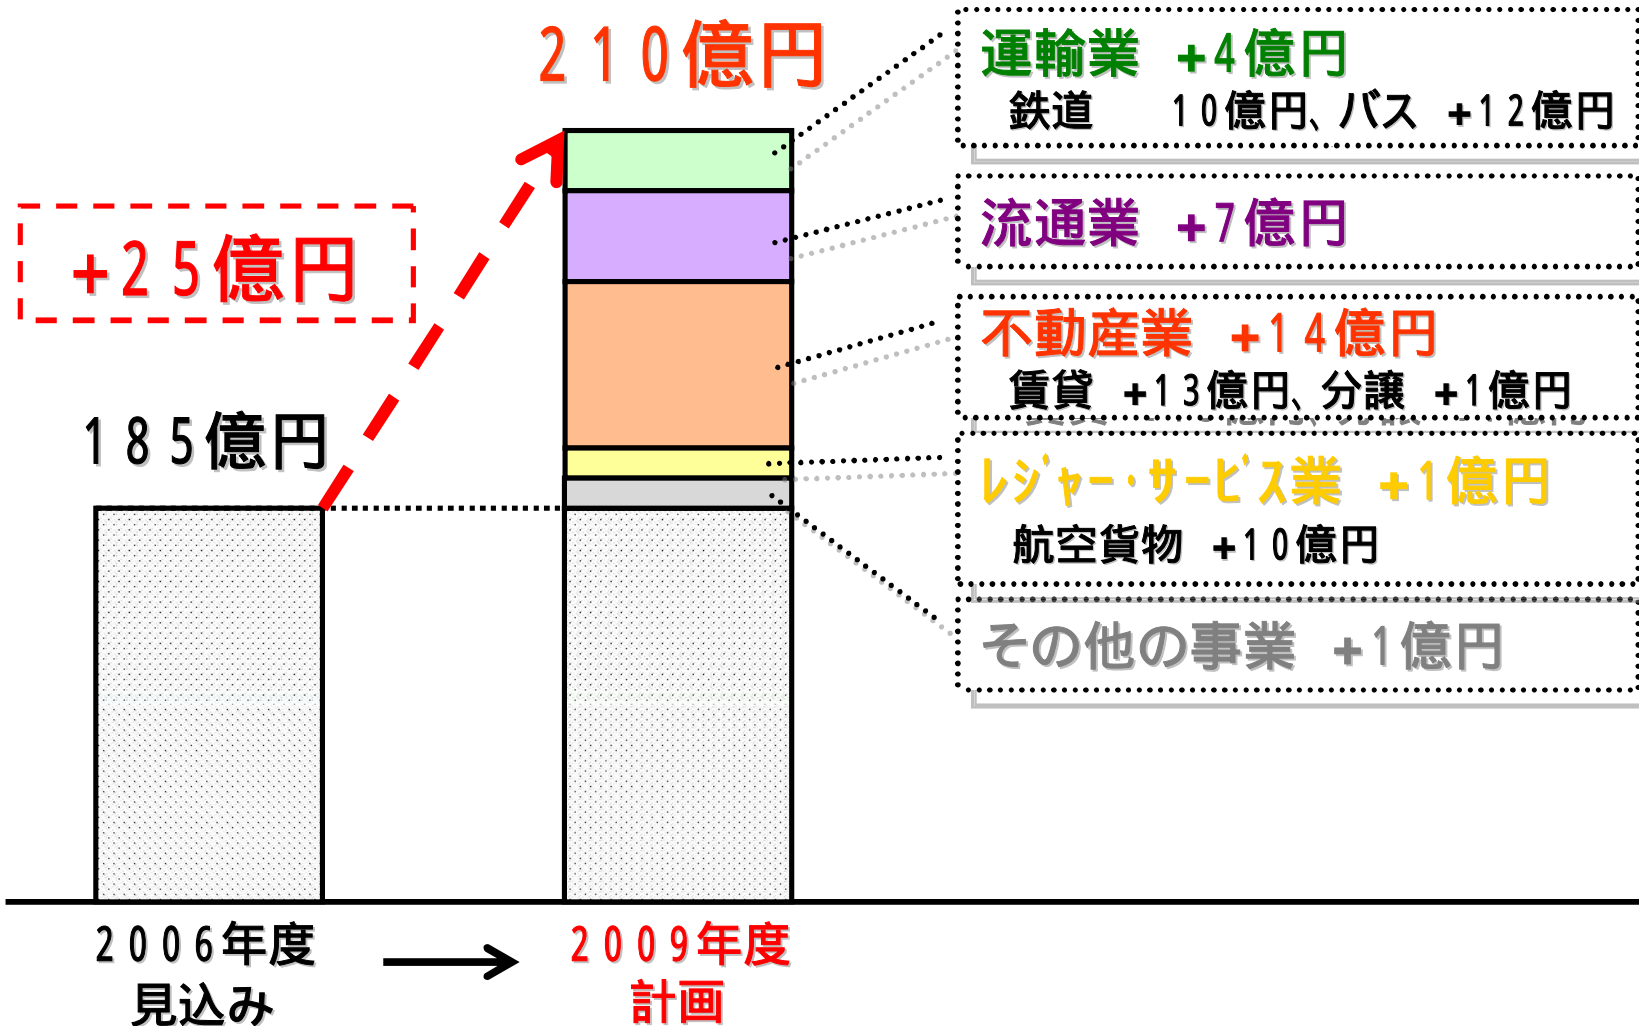 210億円
+25億円
185億円
運輸業 +4億円
鉄道 10億円、バス +12億円
流通業 +7億円
不動産業 +14億円
賃貸 +13億円、分譲 +1億円
ﾚｼﾞｬｰ・ｻｰﾋﾞｽ業 +1億円
航空貨物 +10億円
その他の事業 +1億円
2006年度
見込み
2009年度
計画